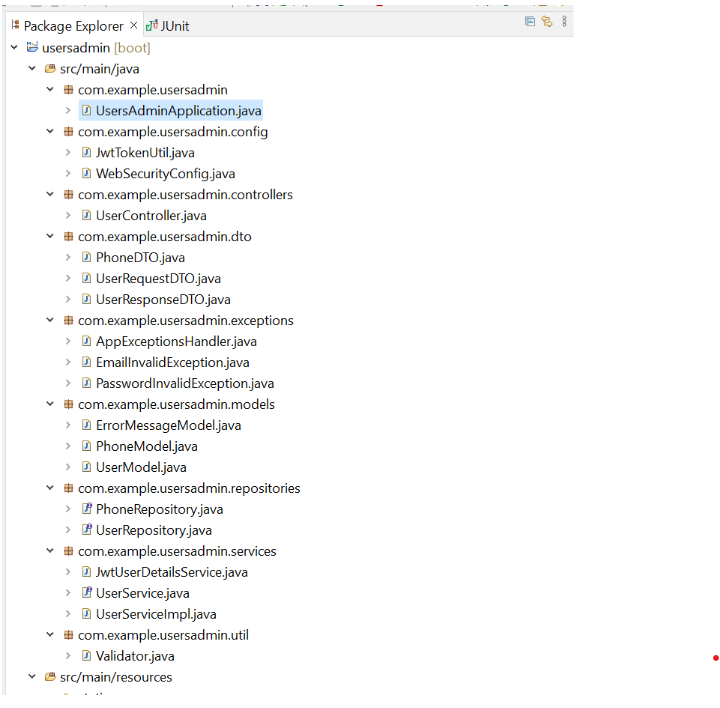 Package Explorer × JUnit
usersadmin [boot]
src/main/java
com.example.usersadmin
UsersAdminApplication.java
com.example.usersadmin.config
JwtTokenUtil.java
WebSecurityConfig.java
com.example.usersadmin.controllers
UserController.java
com.example.usersadmin.dto
PhoneDTO.java
UserRequestDTO.java
UserResponseDTO.java
com.example.usersadmin.exceptions
AppExceptionsHandler.java
EmailInvalidException.java
PasswordInvalidException.java
com.example.usersadmin.models
ErrorMessageModel.java
PhoneModel.java
UserModel.java
com.example.usersadmin.repositories
PhoneRepository.java
UserRepository.java
com.example.usersadmin.services
JwtUserDetailsService.java
UserService.java
UserServiceImpl.java
com.example.usersadmin.util
Validator.java
src/main/resources